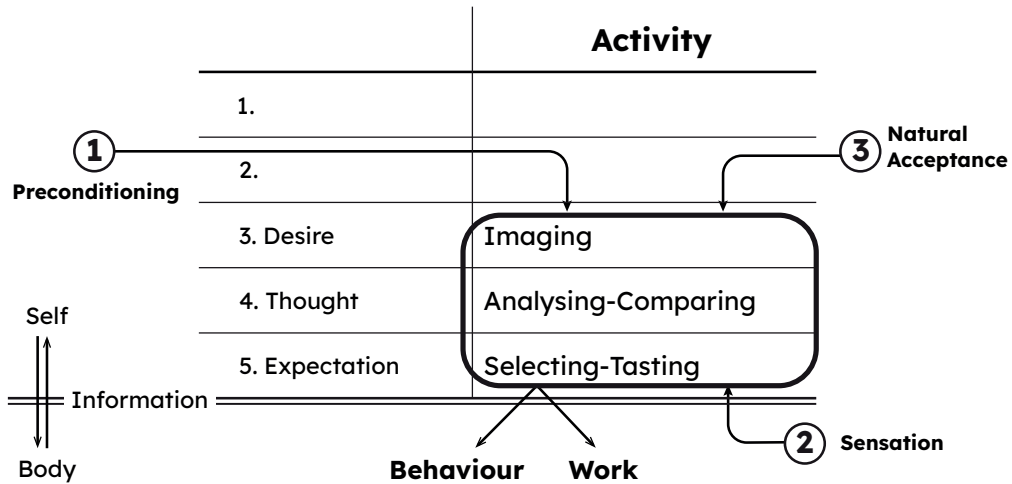 Activity
1.
1
Preconditioning
3
Natural
Acceptance
2.
3. Desire
Imaging
4. Thought
Analysing-Comparing
5. Expectation
Selecting-Tasting
Self
Information
Body
Behaviour
Work
2
Sensation